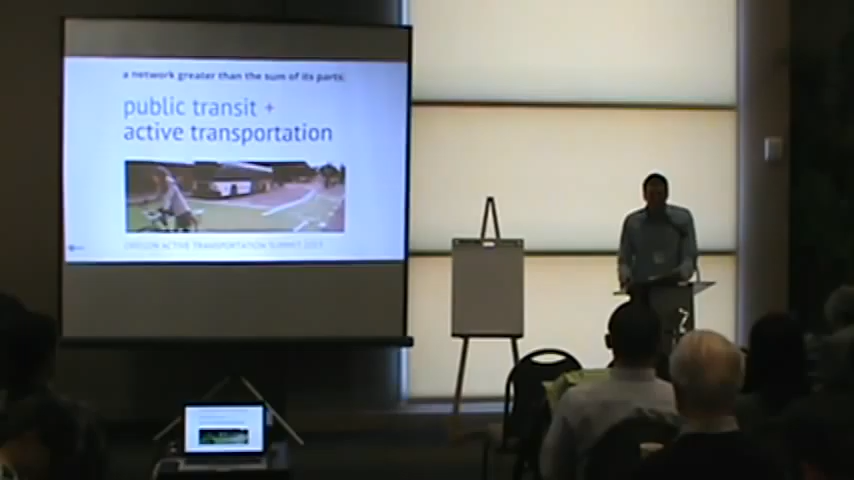 a network greater than the sum of its parts:
public transit +
active transportation
OREGON ACTIVE TRANSPORTATION SUMMIT 2013